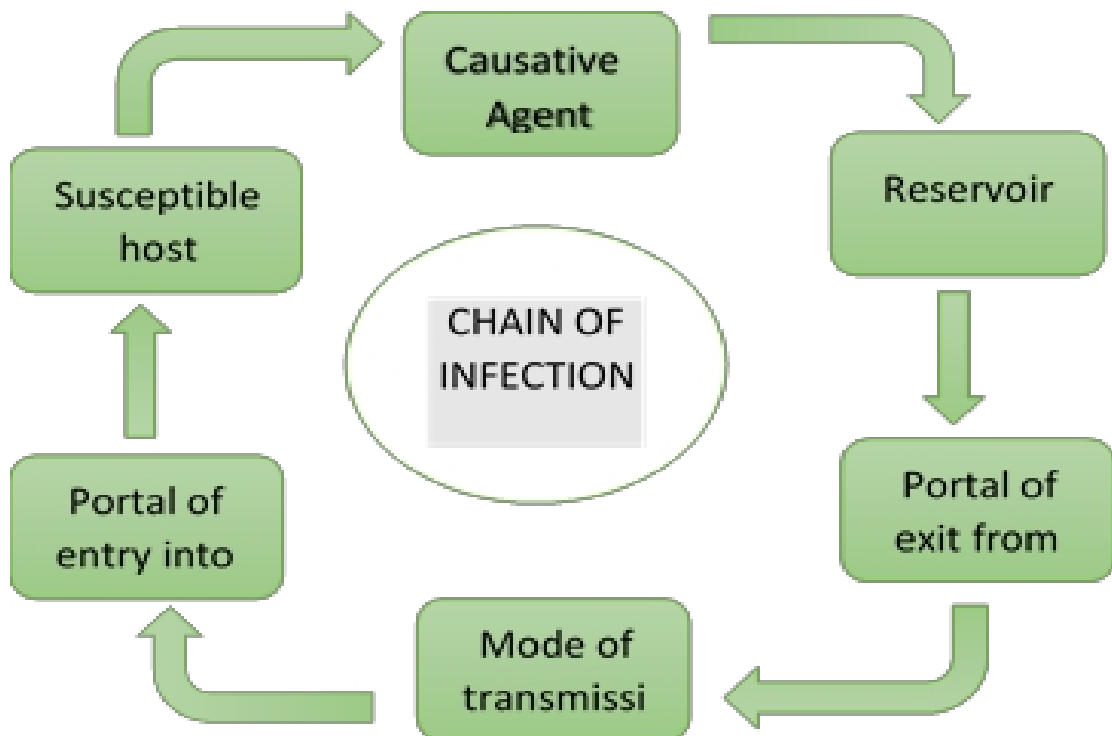 Causative
Agent
Reservoir
Portal of
exit from
Mode of
transmissi
Portal of
entry into
Susceptible
host
CHAIN OF
INFECTION